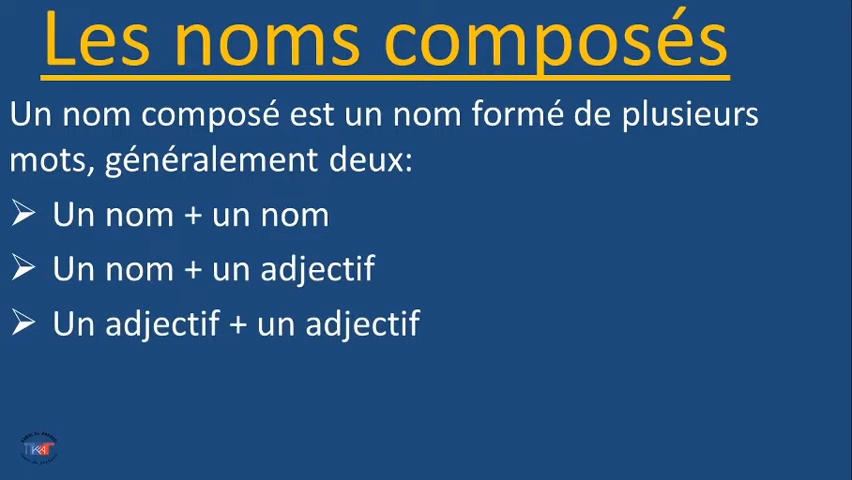 Les noms composés
Un nom composé est un nom formé de plusieurs
mots, généralement deux:
Un nom + un nom
Un nom + un adjectif
Un adjectif + un adjectif